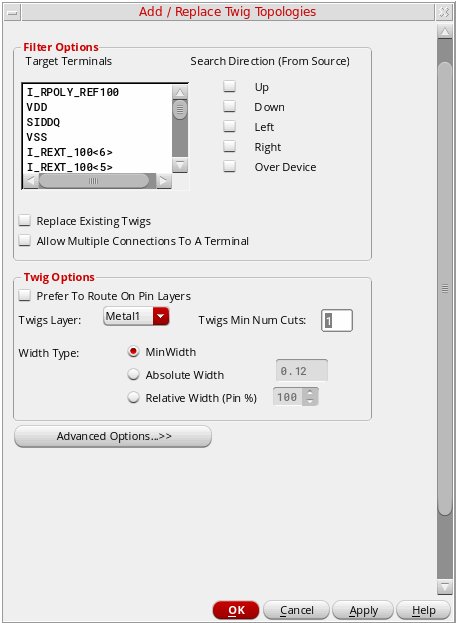 Add / Replace Twig Topologies
Filter Options
Target Terminals
Search Direction (From Source)
I_RPOLY_REF100
VDD
SIDDQ
VSS
I_REXT_100<6>
I_REXT_100<5>
Up
Down
Left
Right
Over Device
Replace Existing Twigs
Allow Multiple Connections To A Terminal
Twig Options
Prefer To Route On Pin Layers
Twigs Layer: Metal1 Twigs Min Num Cuts: 1
Width Type: MinWidth
Absolute Width 0.12
Relative Width (Pin %) 100
Advanced Options...>>
OK Cancel Apply Help